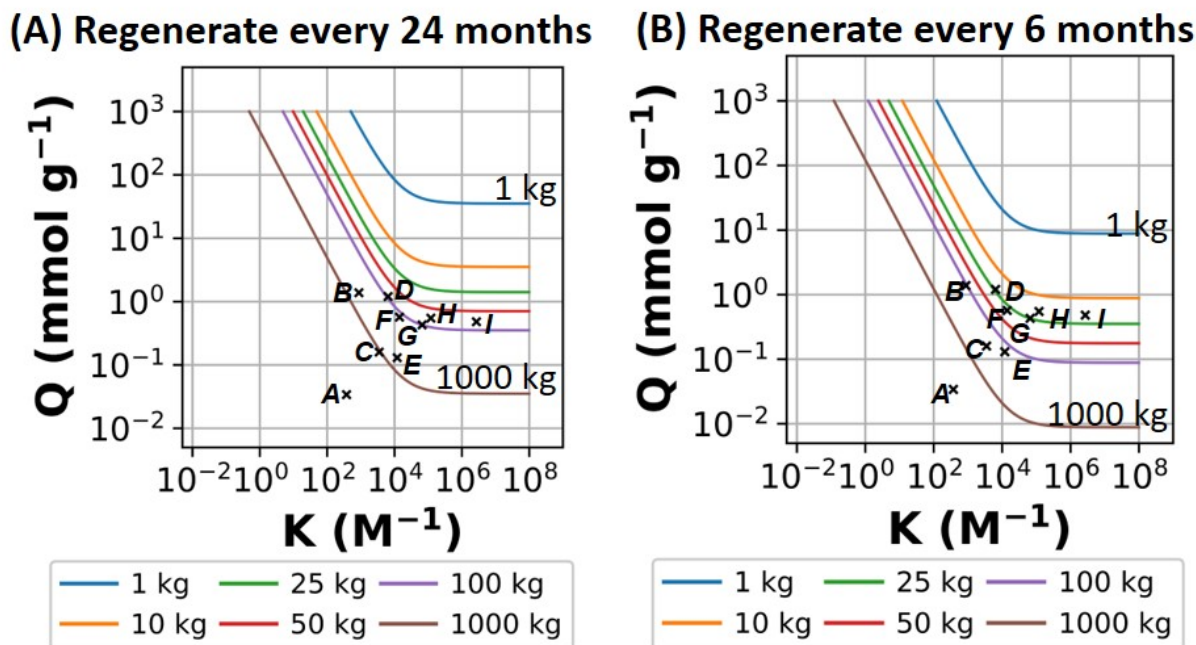 (A) Regenerate every 24 months
Q (mmol g⁻¹)
10³
10²
10¹
10⁰
10⁻¹
10⁻²
1 kg
B
D
F
H
I
G
C
E
1000 kg
A
10⁻² 10⁰ 10² 10⁴ 10⁶ 10⁸
K (M⁻¹)
1 kg 25 kg 100 kg
10 kg 50 kg 1000 kg
(B) Regenerate every 6 months
Q (mmol g⁻¹)
10³
10²
10¹
10⁰
10⁻¹
10⁻²
1 kg
B
D
F
H
I
G
C
E
A
1000 kg
10⁻² 10⁰ 10² 10⁴ 10⁶ 10⁸
K (M⁻¹)
1 kg 25 kg 100 kg
10 kg 50 kg 1000 kg